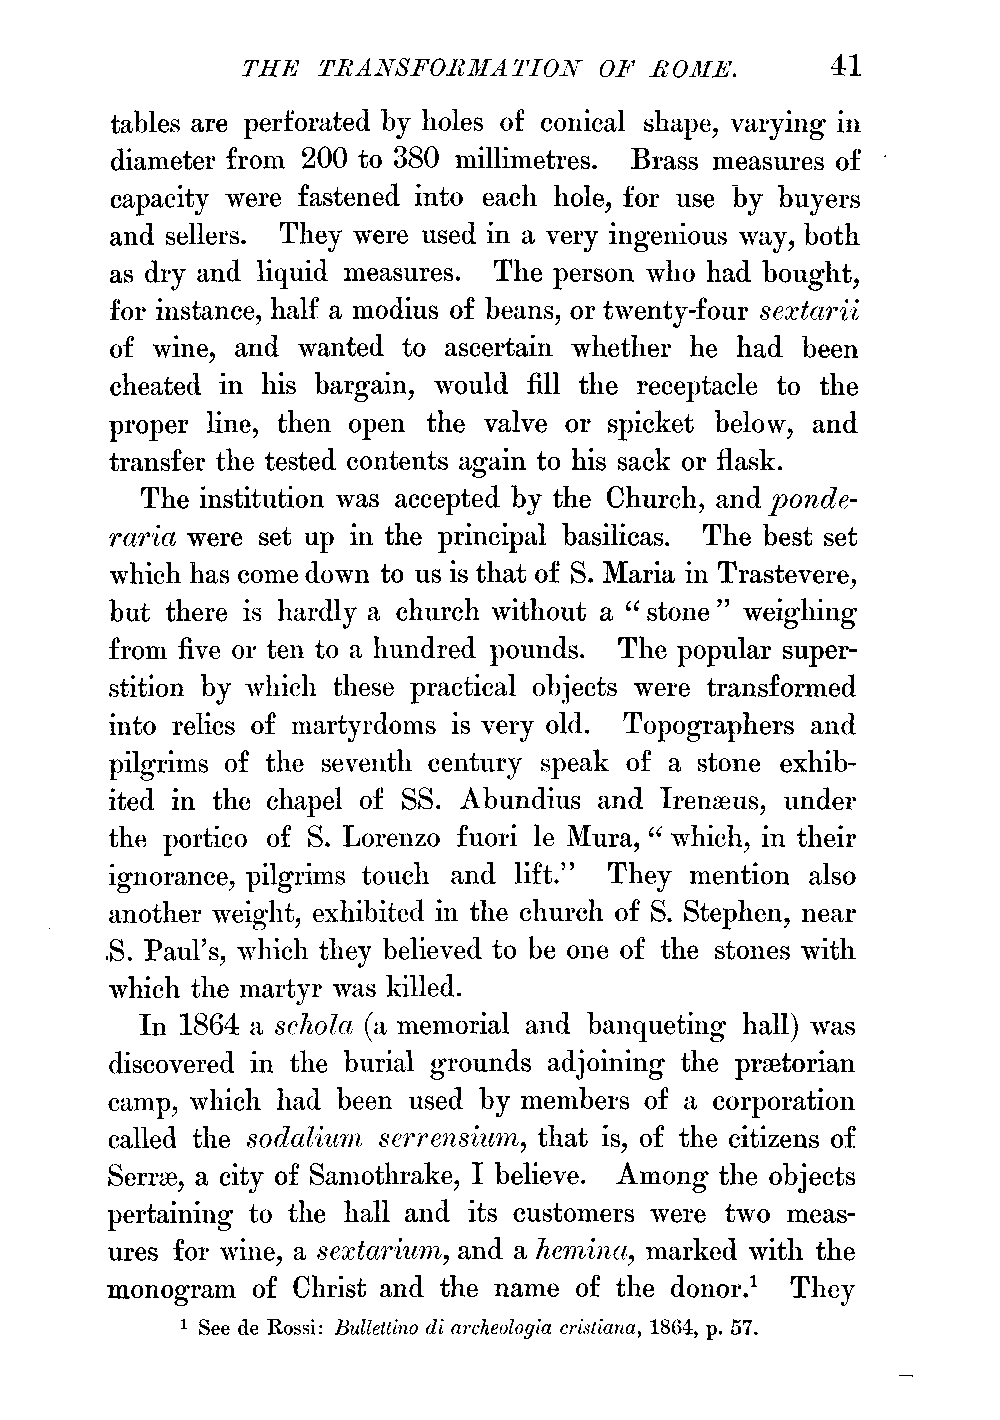 THE TRANSFORMATION OF ROME. 41
tables are perforated by holes of conical shape, varying in
diameter from 200 to 380 millimetres. Brass measures of
capacity were fastened into each hole, for use by buyers
and sellers. They were used in a very ingenious way, both
as dry and liquid measures. The person who had bought,
for instance, half a modius of beans, or twenty-four sextarii
of wine, and wanted to ascertain whether he had been
cheated in his bargain, would fill the receptacle to the
proper line, then open the valve or spicket below, and
transfer the tested contents again to his sack or flask.
The institution was accepted by the Church, and ponde-
raria were set up in the principal basilicas. The best set
which has come down to us is that of S. Maria in Trastevere,
but there is hardly a church without a “stone” weighing
from five or ten to a hundred pounds. The popular super-
stition by which these practical objects were transformed
into relics of martyrdoms is very old. Topographers and
pilgrims of the seventh century speak of a stone exhib-
ited in the chapel of SS. Abundius and Irenæus, under
the portico of S. Lorenzo fuori le Mura, “which, in their
ignorance, pilgrims touch and lift.” They mention also
another weight, exhibited in the church of S. Stephen, near
S. Paul’s, which they believed to be one of the stones with
which the martyr was killed.
In 1864 a schola (a memorial and banqueting hall) was
discovered in the burial grounds adjoining the prætorian
camp, which had been used by members of a corporation
called the sodalium serrensium, that is, of the citizens of
Serræ, a city of Samothrake, I believe. Among the objects
pertaining to the hall and its customers were two meas-
ures for wine, a sextarium, and a hemina, marked with the
monogram of Christ and the name of the donor.¹ They
¹ See de Rossi: Bullettino di archeologia cristiana, 1864, p. 57.